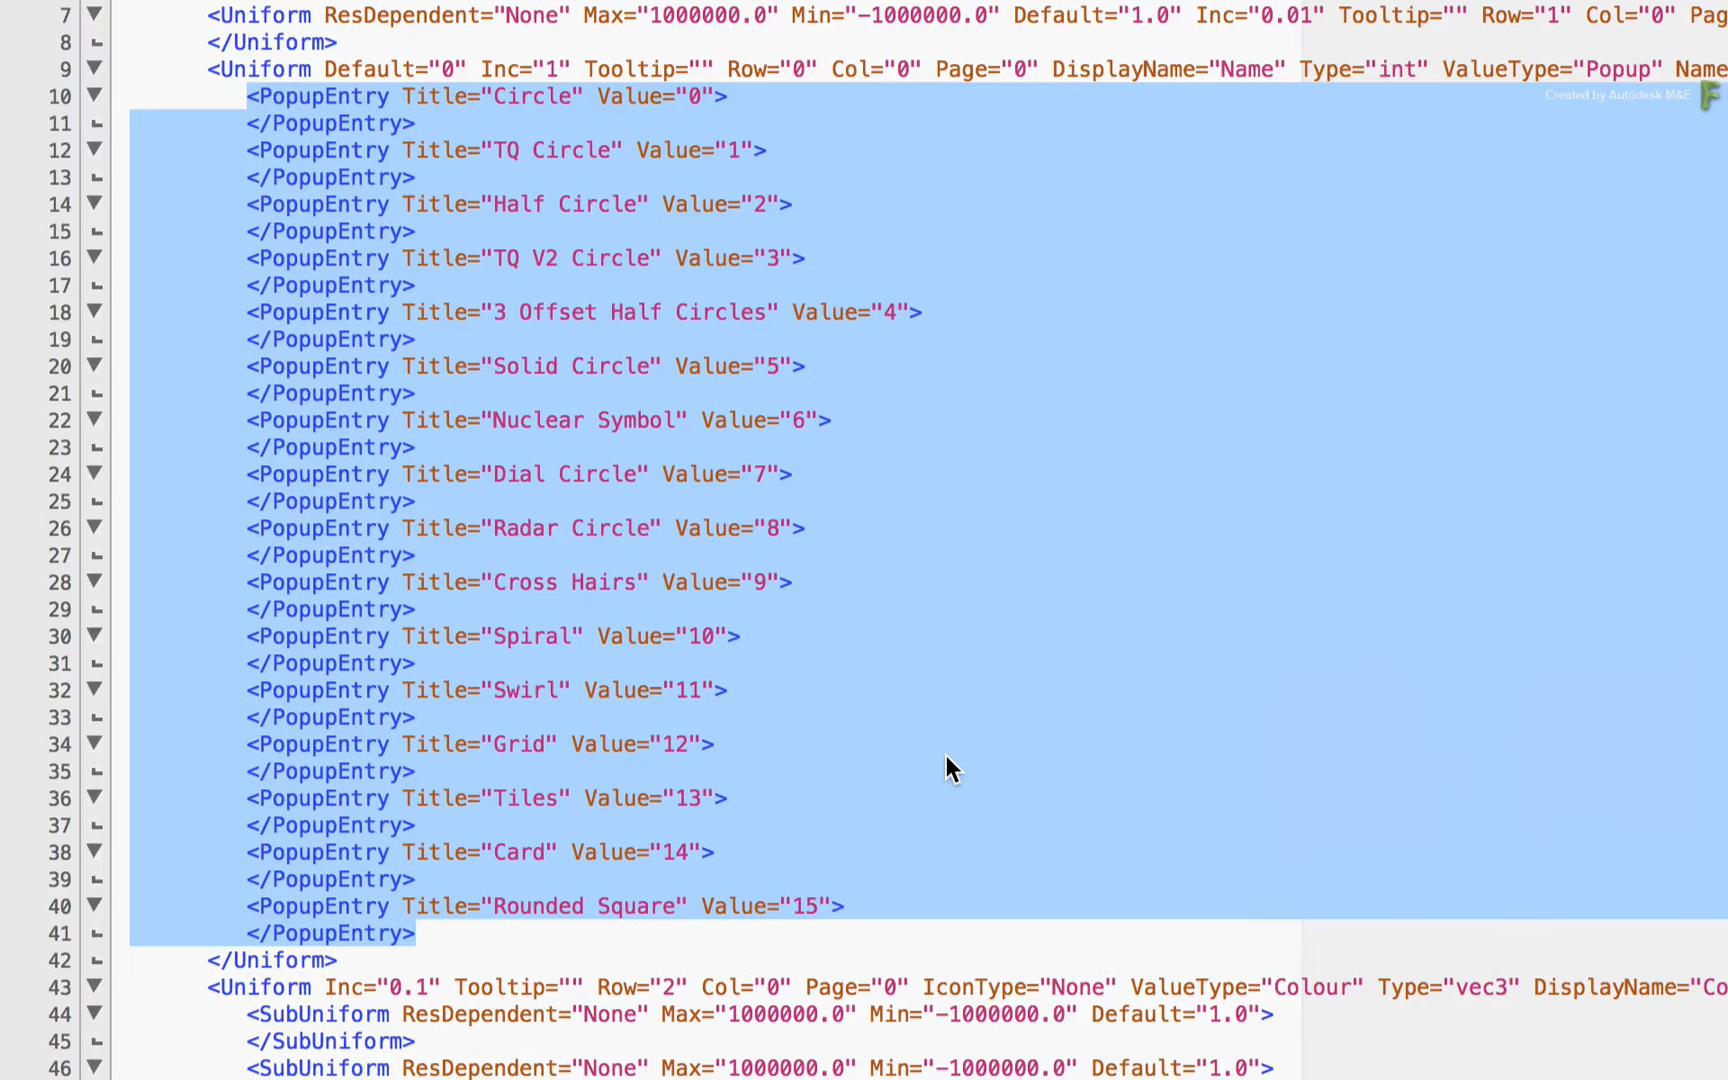 7 <Uniform ResDependent="None" Max="1000000.0" Min="-1000000.0" Default="1.0" Inc="0.01" Tooltip="" Row="1" Col="0" Pag
8 </Uniform>
9 <Uniform Default="0" Inc="1" Tooltip="" Row="0" Col="0" Page="0" DisplayName="Name" Type="int" ValueType="Popup" Name
10 <PopupEntry Title="Circle" Value="0">
Created by Autodesk M&E
11 </PopupEntry>
12 <PopupEntry Title="TQ Circle" Value="1">
13 </PopupEntry>
14 <PopupEntry Title="Half Circle" Value="2">
15 </PopupEntry>
16 <PopupEntry Title="TQ V2 Circle" Value="3">
17 </PopupEntry>
18 <PopupEntry Title="3 Offset Half Circles" Value="4">
19 </PopupEntry>
20 <PopupEntry Title="Solid Circle" Value="5">
21 </PopupEntry>
22 <PopupEntry Title="Nuclear Symbol" Value="6">
23 </PopupEntry>
24 <PopupEntry Title="Dial Circle" Value="7">
25 </PopupEntry>
26 <PopupEntry Title="Radar Circle" Value="8">
27 </PopupEntry>
28 <PopupEntry Title="Cross Hairs" Value="9">
29 </PopupEntry>
30 <PopupEntry Title="Spiral" Value="10">
31 </PopupEntry>
32 <PopupEntry Title="Swirl" Value="11">
33 </PopupEntry>
34 <PopupEntry Title="Grid" Value="12">
35 </PopupEntry>
36 <PopupEntry Title="Tiles" Value="13">
37 </PopupEntry>
38 <PopupEntry Title="Card" Value="14">
39 </PopupEntry>
40 <PopupEntry Title="Rounded Square" Value="15">
41 </PopupEntry>
42 </Uniform>
43 <Uniform Inc="0.1" Tooltip="" Row="2" Col="0" Page="0" IconType="None" ValueType="Colour" Type="vec3" DisplayName="Co
44 <SubUniform ResDependent="None" Max="1000000.0" Min="-1000000.0" Default="1.0">
45 </SubUniform>
46 <SubUniform ResDependent="None" Max="1000000.0" Min="-1000000.0" Default="1.0">